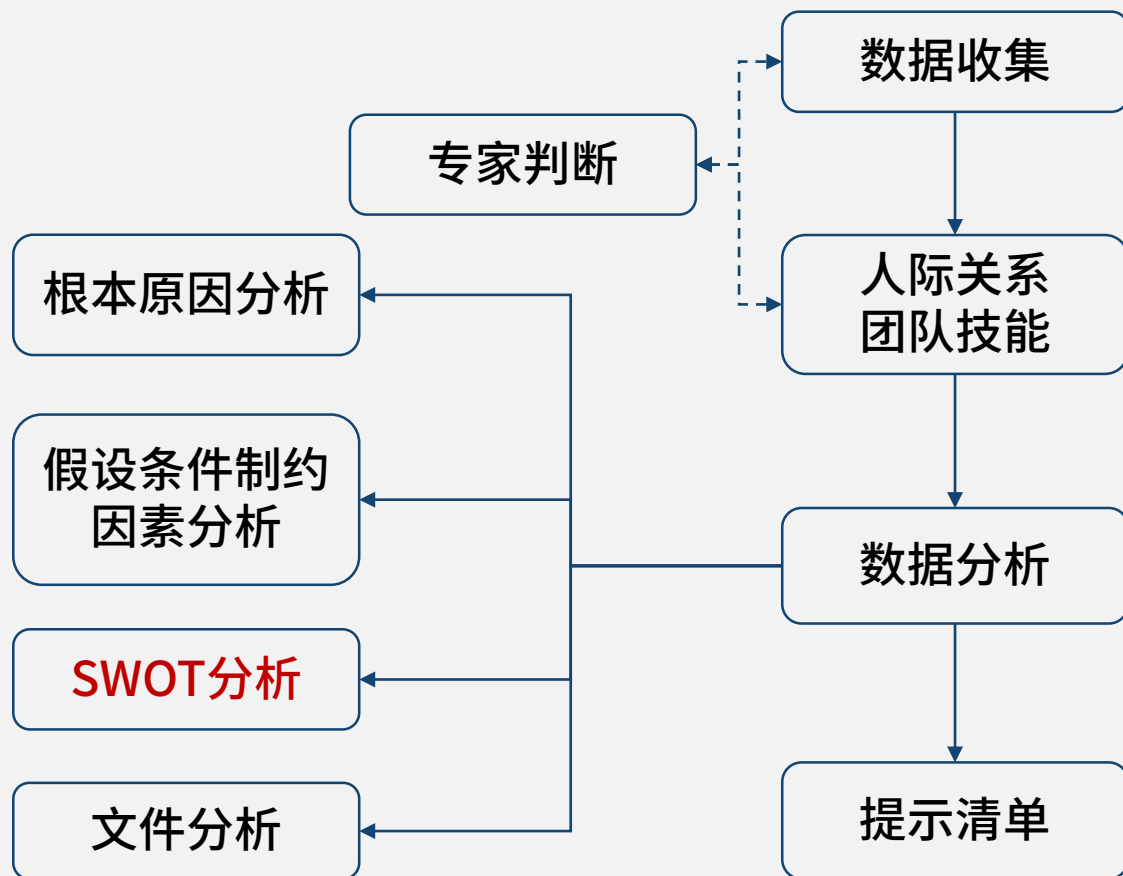 数据收集
专家判断
人际关系
团队技能
根本原因分析
假设条件制约
因素分析
数据分析
SWOT分析
文件分析
提示清单